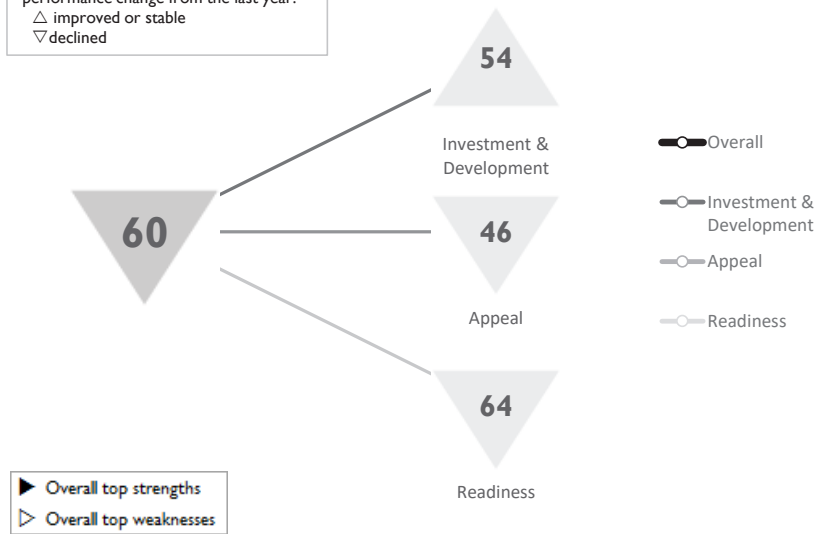 performance change from the last year:
△ improved or stable
▽ declined
54
Investment &
Development
60
46
Appeal
64
Readiness
Overall
Investment &
Development
Appeal
Readiness
▶ Overall top strengths
▷ Overall top weaknesses